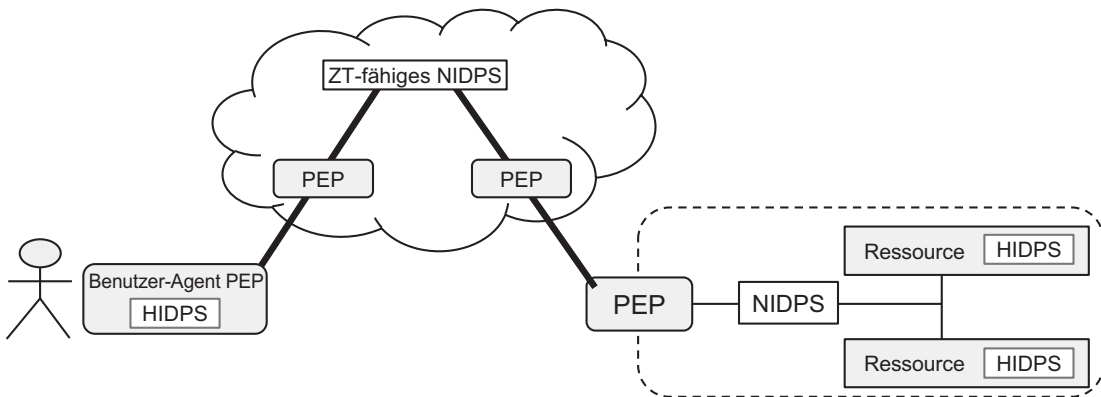 ZT-fähiges NIDPS
PEP
PEP
Benutzer-Agent PEP
HIDPS
PEP
NIDPS
Ressource HIDPS
Ressource HIDPS